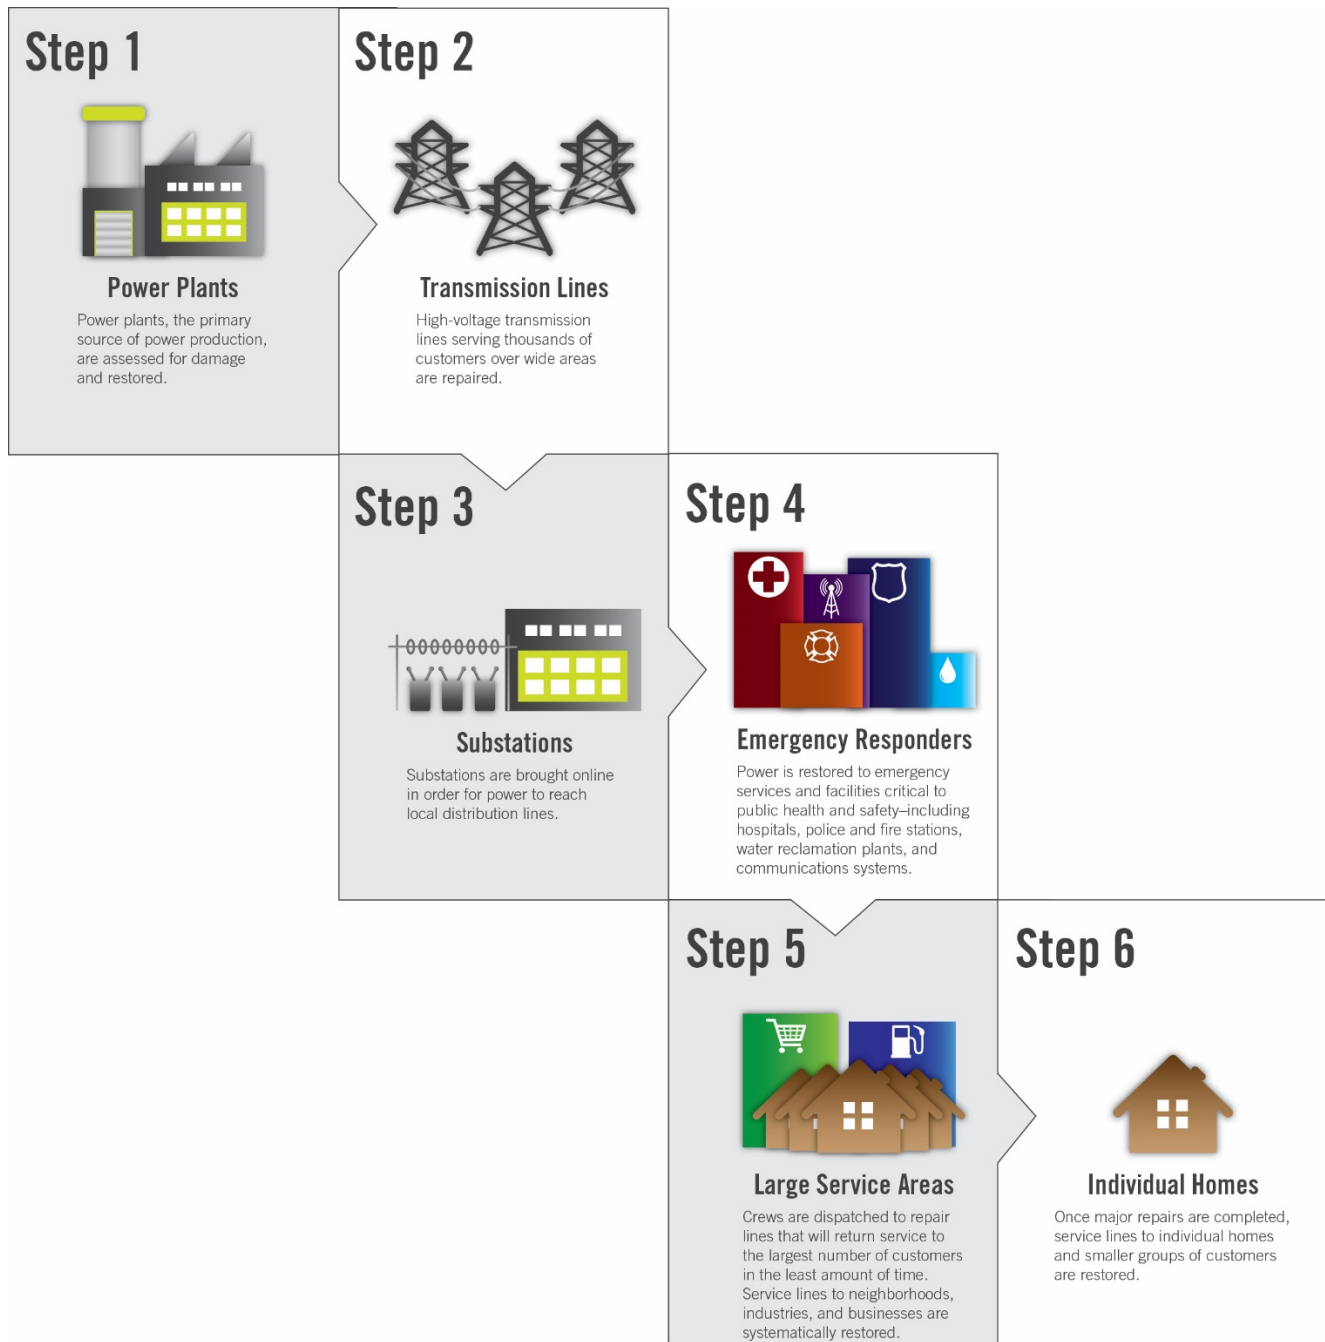 Step 1
Power Plants
Power plants, the primary
source of power production,
are assessed for damage
and restored.
Step 2
Transmission Lines
High-voltage transmission
lines serving thousands of
customers over wide areas
are repaired.
Step 3
Substations
Substations are brought online
in order for power to reach
local distribution lines.
Step 4
Emergency Responders
Power is restored to emergency
services and facilities critical to
public health and safety–including
hospitals, police and fire stations,
water reclamation plants, and
communications systems.
Step 5
Large Service Areas
Crews are dispatched to repair
lines that will return service to
the largest number of customers
in the least amount of time.
Service lines to neighborhoods,
industries, and businesses are
systematically restored.
Step 6
Individual Homes
Once major repairs are completed,
service lines to individual homes
and smaller groups of customers
are restored.